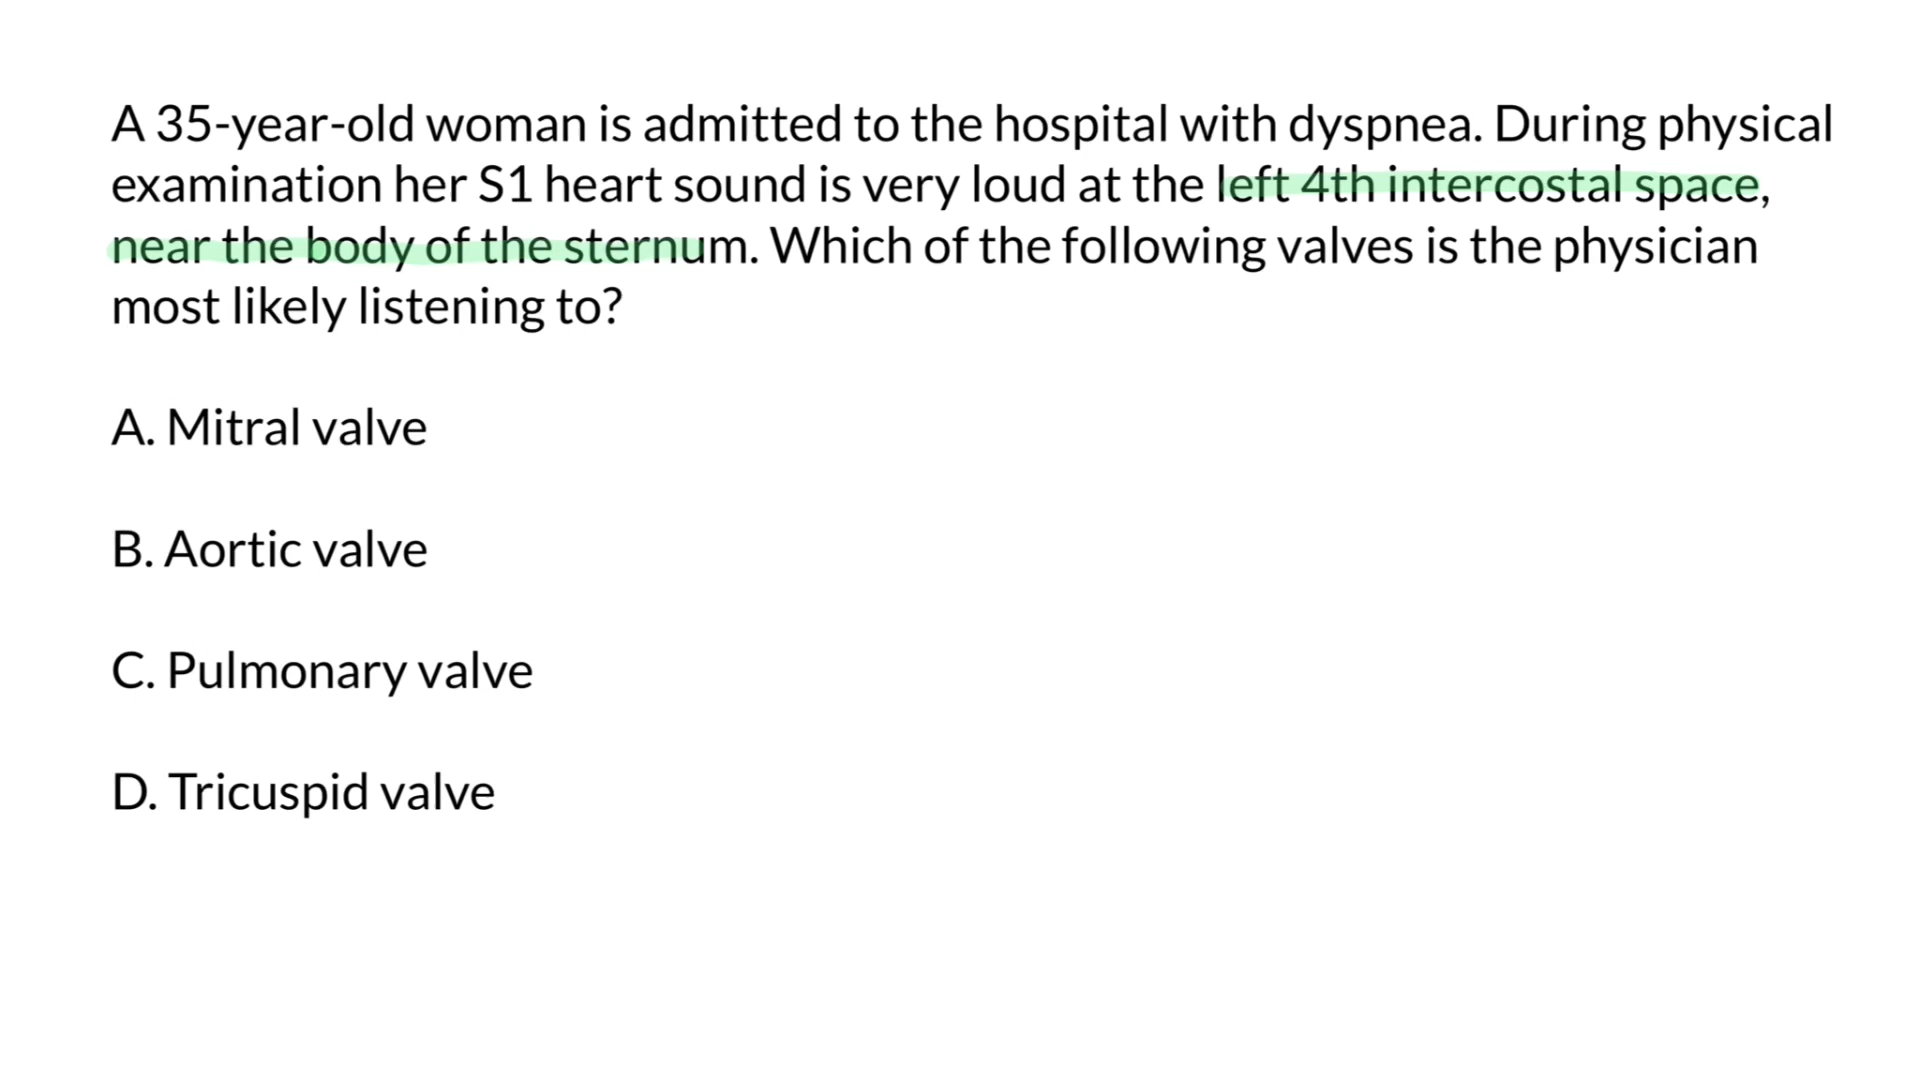 A 35-year-old woman is admitted to the hospital with dyspnea. During physical
examination her S1 heart sound is very loud at the left 4th intercostal space,
near the body of the sternum. Which of the following valves is the physician
most likely listening to?
A. Mitral valve
B. Aortic valve
C. Pulmonary valve
D. Tricuspid valve